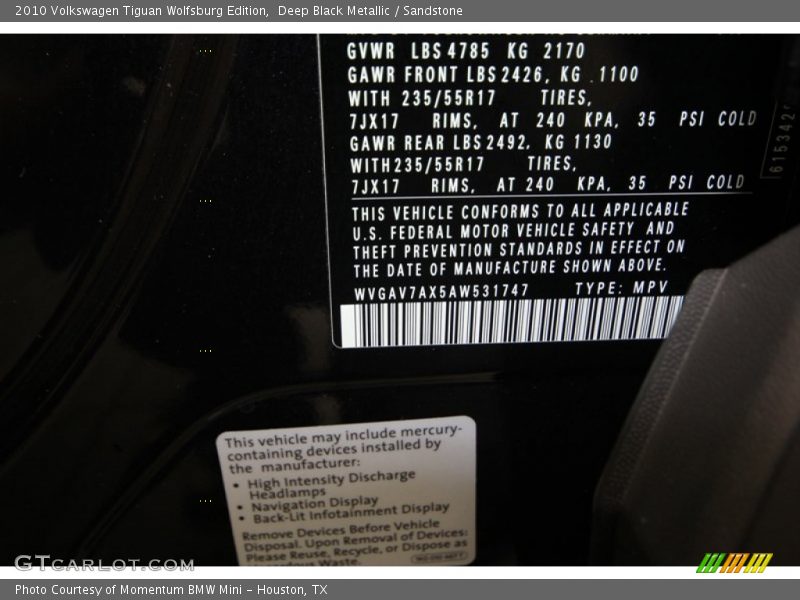 2010 Volkswagen Tiguan Wolfsburg Edition, Deep Black Metallic / Sandstone
GVWR LBS 4785 KG 2170
GAWR FRONT LBS 2426, KG 1100
WITH 235/55R17 TIRES,
7JX17 RIMS, AT 240 KPA, 35 PSI COLD
GAWR REAR LBS 2492, KG 1130
WITH 235/55R17 TIRES,
7JX17 RIMS, AT 240 KPA, 35 PSI COLD
THIS VEHICLE CONFORMS TO ALL APPLICABLE
U.S. FEDERAL MOTOR VEHICLE SAFETY AND
THEFT PREVENTION STANDARDS IN EFFECT ON
THE DATE OF MANUFACTURE SHOWN ABOVE.
WVGAV7AX5AW531747 TYPE: MPV
615342
This vehicle may include mercury-
containing devices installed by
the manufacturer:
• High Intensity Discharge
Headlamps
• Navigation Display
• Back-Lit Infotainment Display
Remove Devices Before Vehicle
Disposal. Upon Removal of Devices:
Please Reuse, Recycle, or Dispose as
Waste.
GTCARLOT.COM
Photo Courtesy of Momentum BMW Mini - Houston, TX